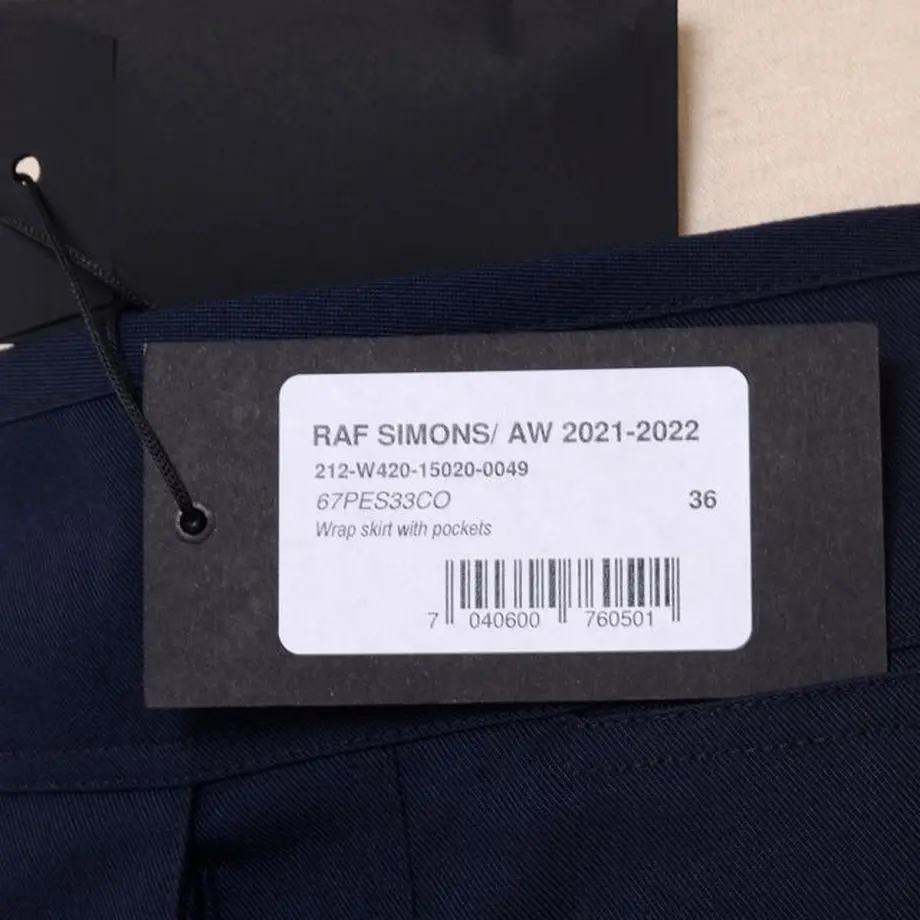 RAF SIMONS/ AW 2021-2022
212-W420-15020-0049
67PES33CO 36
Wrap skirt with pockets
7 040600 760501